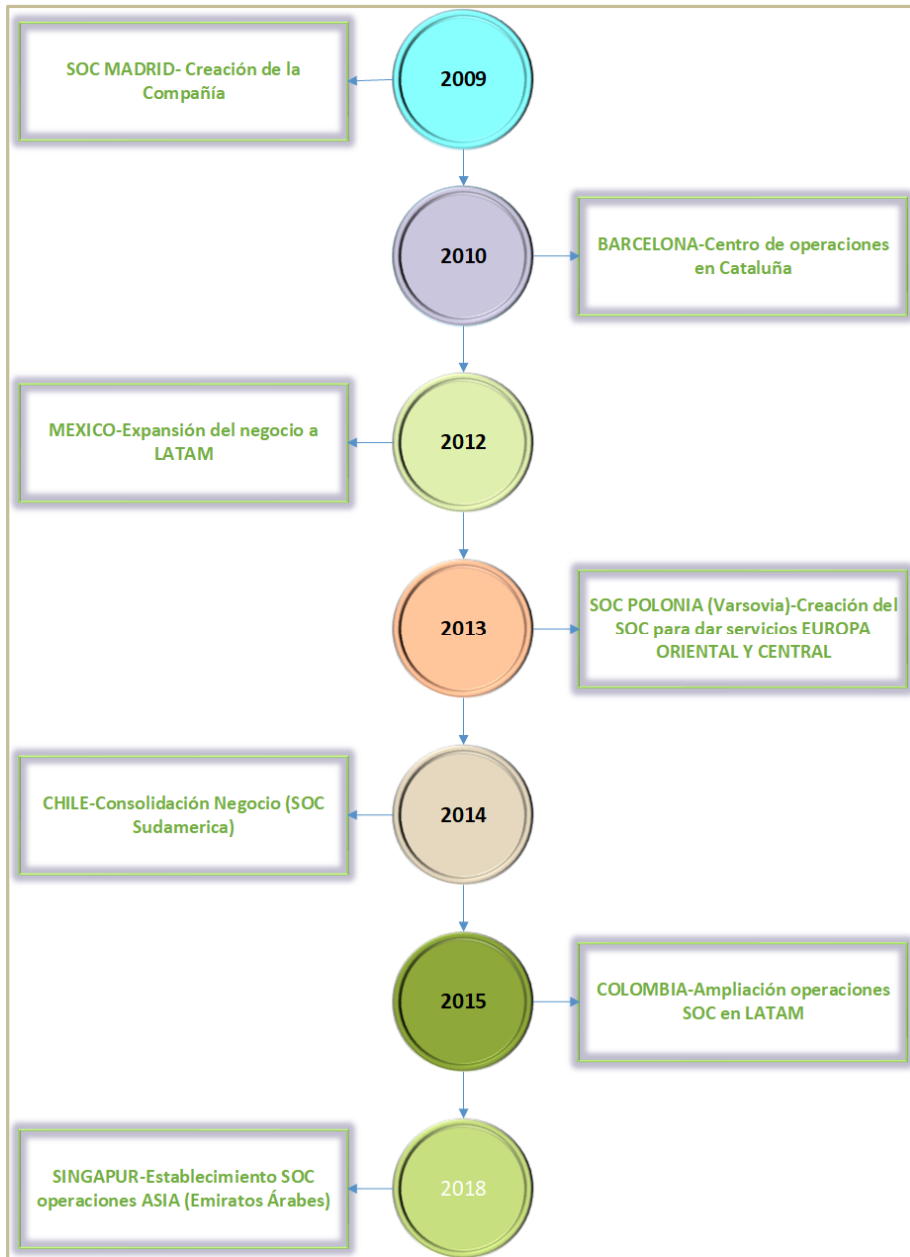 SOC MADRID- Creación de la
Compañía
2009
2010
BARCELONA-Centro de operaciones
en Cataluña
MEXICO-Expansión del negocio a
LATAM
2012
2013
SOC POLONIA (Varsovia)-Creación del
SOC para dar servicios EUROPA
ORIENTAL Y CENTRAL
CHILE-Consolidación Negocio (SOC
Sudamerica)
2014
2015
COLOMBIA-Ampliación operaciones
SOC en LATAM
SINGAPUR-Establecimiento SOC
operaciones ASIA (Emiratos Árabes)
2018